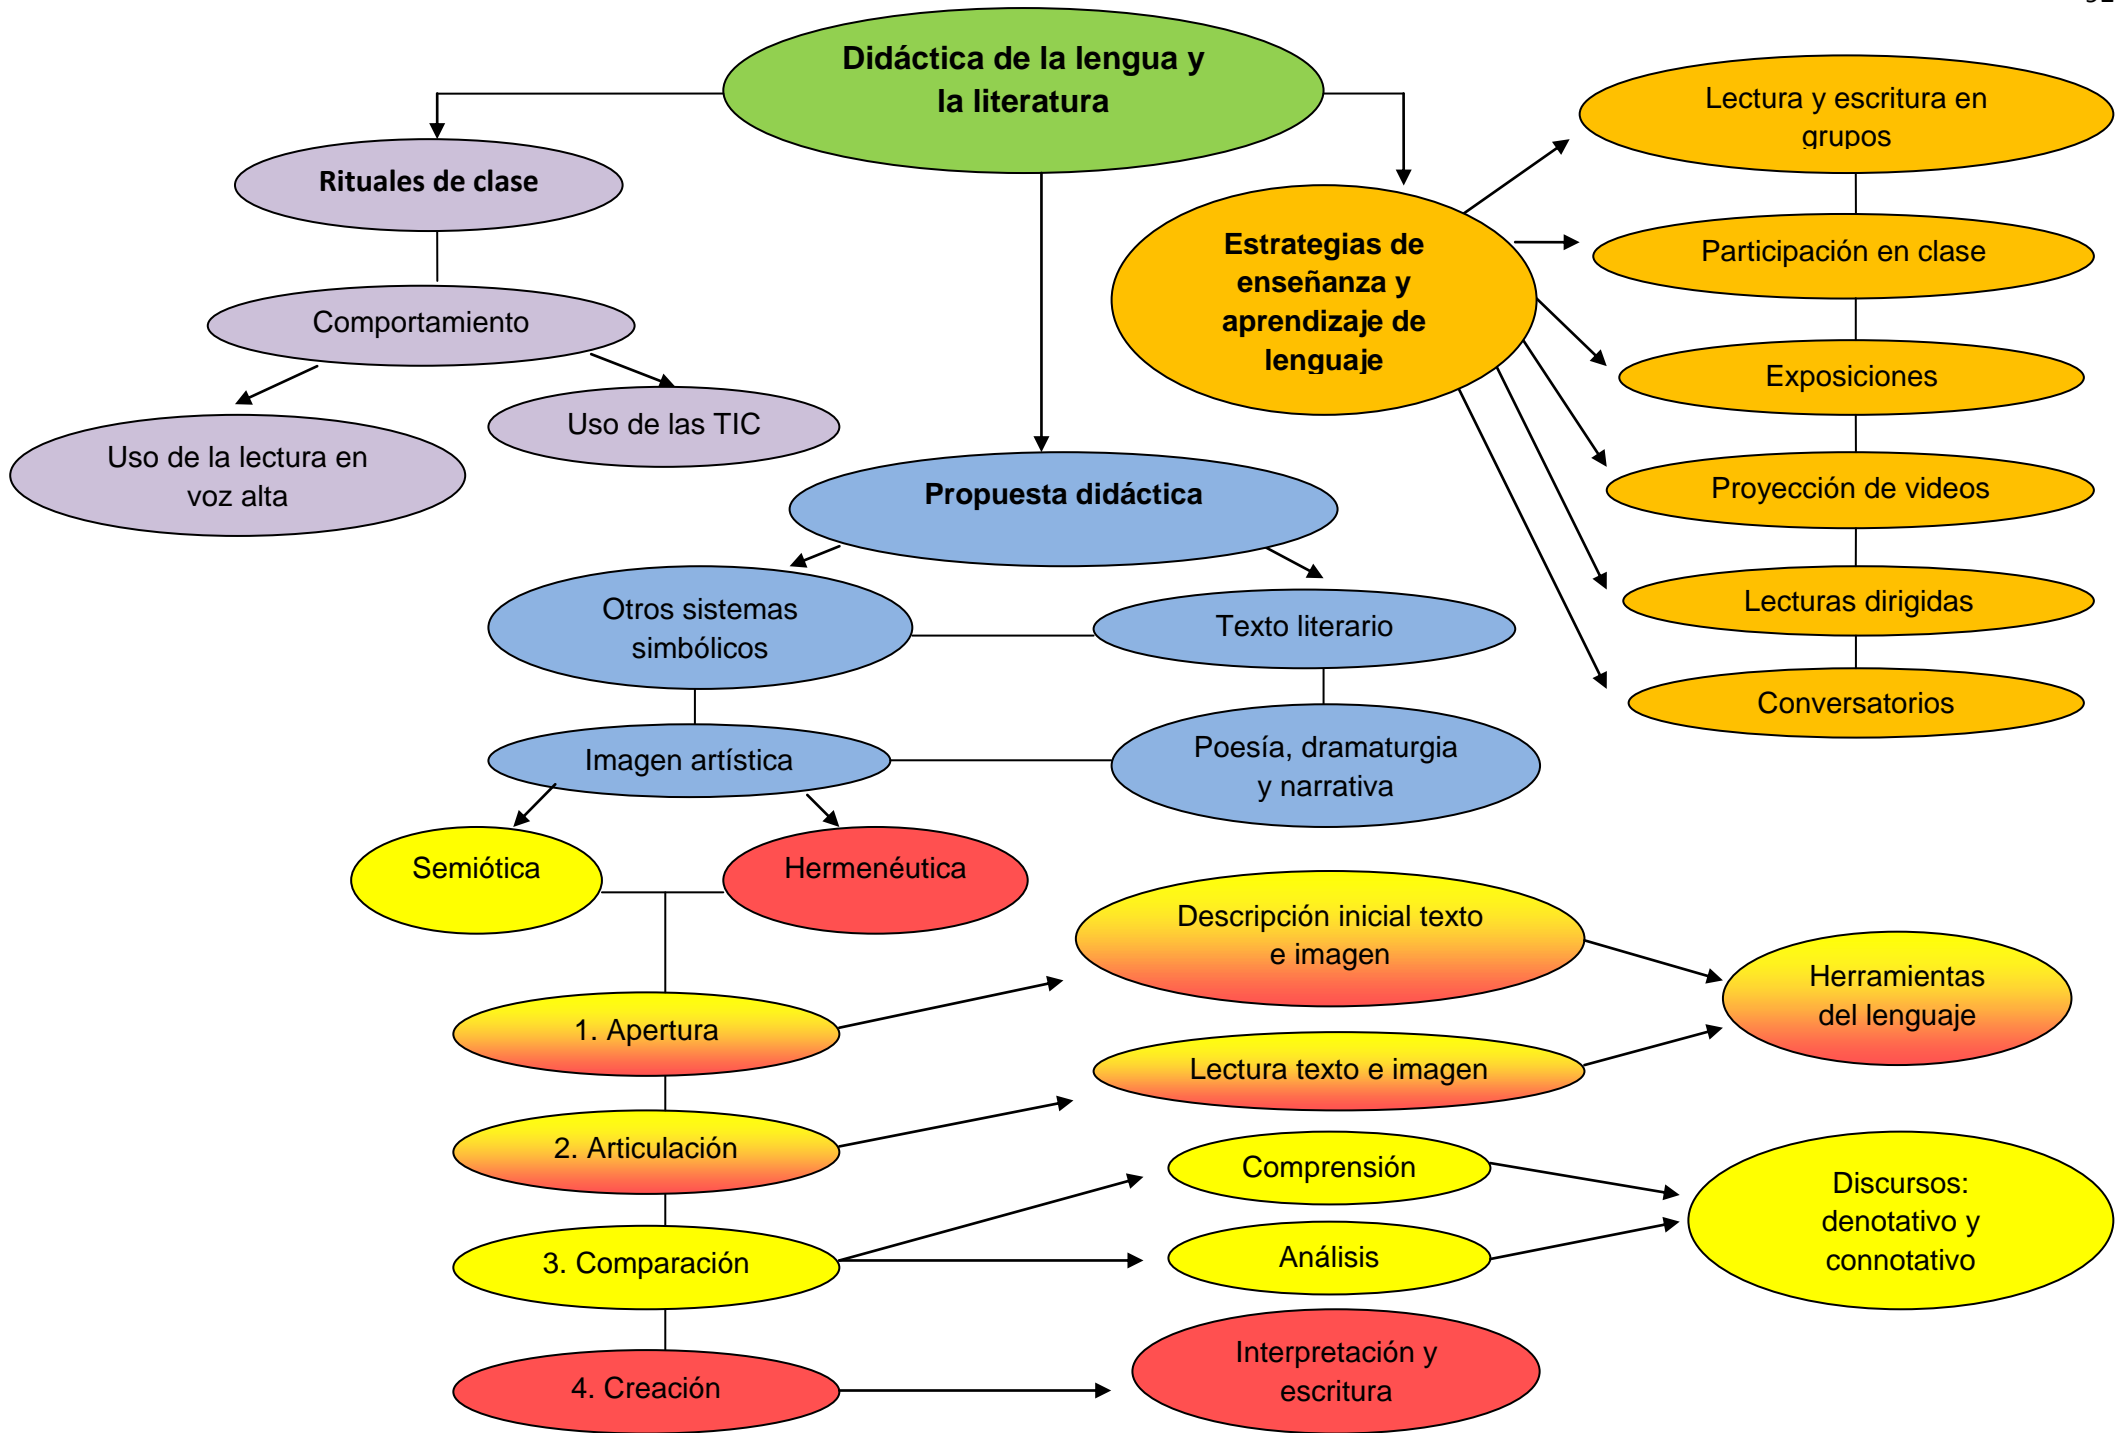 Didáctica de la lengua y
la literatura
Rituales de clase
Comportamiento
Uso de la lectura en
voz alta
Uso de las TIC
Estrategias de
enseñanza y
aprendizaje de
lenguaje
Lectura y escritura en
grupos
Participación en clase
Exposiciones
Proyección de videos
Lecturas dirigidas
Conversatorios
Propuesta didáctica
Otros sistemas
simbólicos
Texto literario
Imagen artística
Poesía, dramaturgia
y narrativa
Semiótica
Hermenéutica
1. Apertura
Descripción inicial texto
e imagen
Herramientas
del lenguaje
2. Articulación
Lectura texto e imagen
3. Comparación
Comprensión
Análisis
Discursos:
denotativo y
connotativo
4. Creación
Interpretación y
escritura